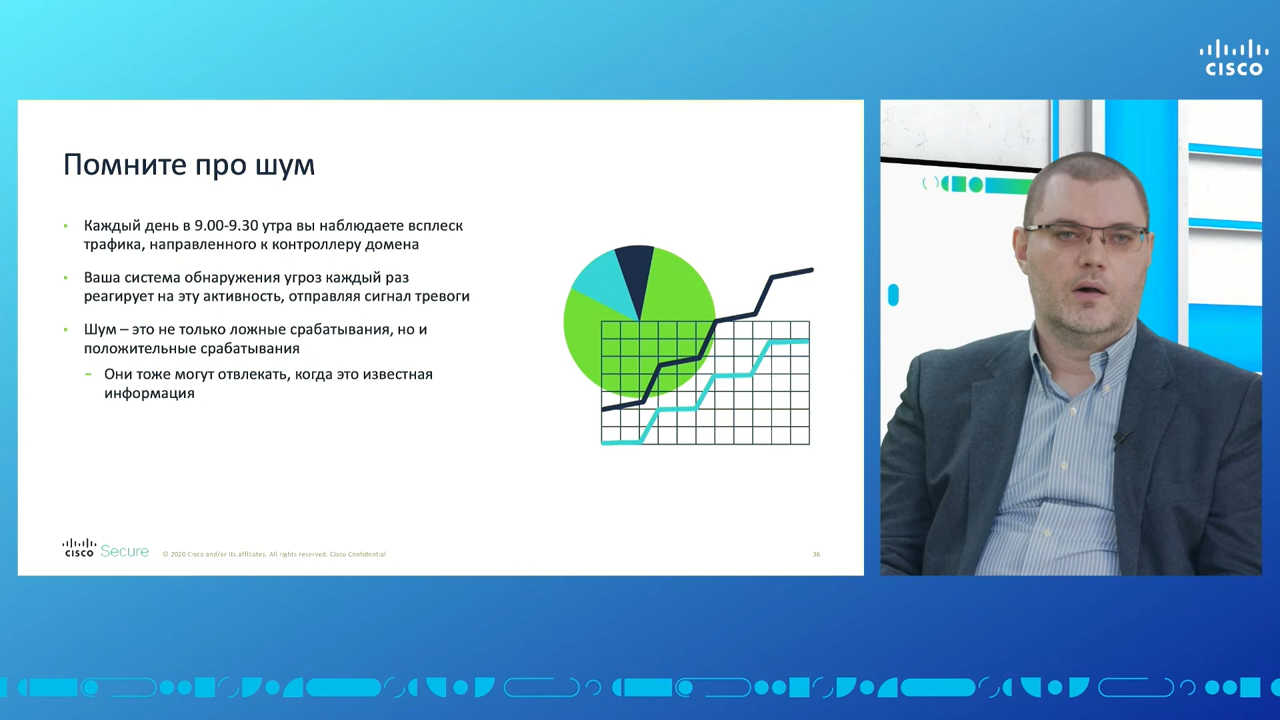 CISCO
Помните про шум
• Каждый день в 9.00-9.30 утра вы наблюдаете всплеск
трафика, направленного к контроллеру домена
• Ваша система обнаружения угроз каждый раз
реагирует на эту активность, отправляя сигнал тревоги
• Шум – это не только ложные срабатывания, но и
положительные срабатывания
– Они тоже могут отвлекать, когда это известная
информация
CISCO Secure
© 2020 Cisco and/or its affiliates. All rights reserved. Cisco Confidential
36